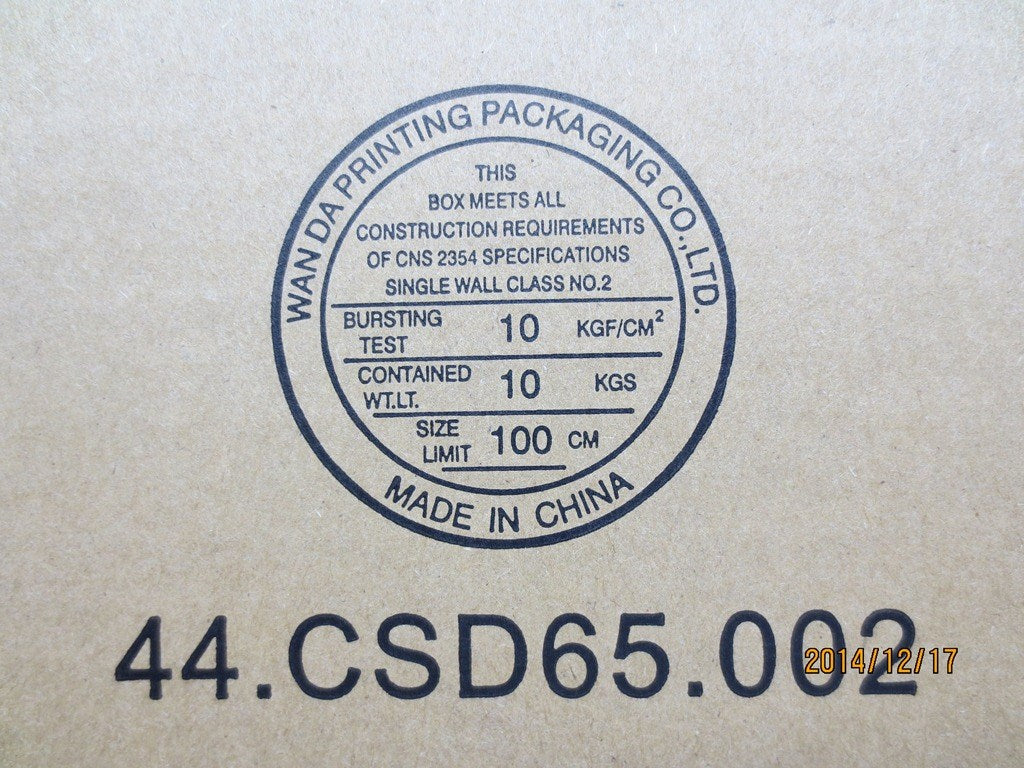 WAN DA PRINTING PACKAGING CO.,LTD.
THIS
BOX MEETS ALL
CONSTRUCTION REQUIREMENTS
OF CNS 2354 SPECIFICATIONS
SINGLE WALL CLASS NO.2
BURSTING TEST 10 KGF/CM²
CONTAINED WT.LT. 10 KGS
SIZE LIMIT 100 CM
MADE IN CHINA
44.CSD65.002
2014/12/17